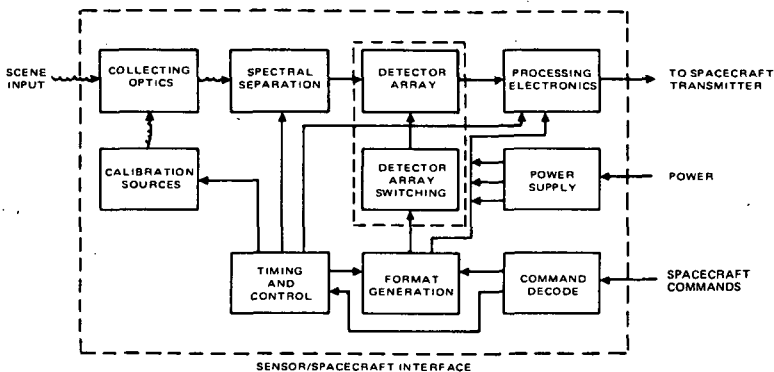 SCENE
INPUT
COLLECTING
OPTICS
SPECTRAL
SEPARATION
DETECTOR
ARRAY
PROCESSING
ELECTRONICS
TO SPACECRAFT
TRANSMITTER
CALIBRATION
SOURCES
DETECTOR
ARRAY
SWITCHING
POWER
SUPPLY
POWER
TIMING
AND
CONTROL
FORMAT
GENERATION
COMMAND
DECODE
SPACECRAFT
COMMANDS
SENSOR/SPACECRAFT INTERFACE